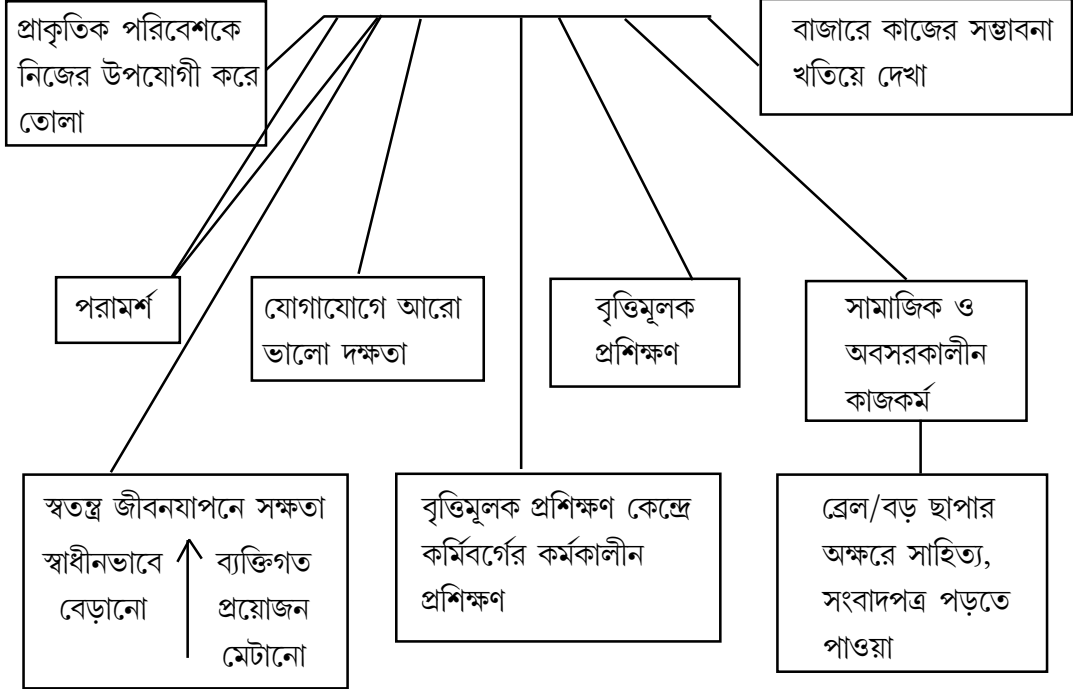 প্রাকৃতিক পরিবেশকে
নিজের উপযোগী করে
তোলা
বাজারে কাজের সম্ভাবনা
খতিয়ে দেখা
পরামর্শ
যোগাযোগে আরো
ভালো দক্ষতা
বৃত্তিমূলক
প্রশিক্ষণ
সামাজিক ও
অবসরকালীন
কাজকর্ম
স্বতন্ত্র জীবনযাপনে সক্ষতা
স্বাধীনভাবে
বেড়ানো
ব্যক্তিগত
প্রয়োজন
মেটানো
বৃত্তিমূলক প্রশিক্ষণ কেন্দ্রে
কর্মিবর্গের কর্মকালীন
প্রশিক্ষণ
ব্রেল/বড় ছাপার
অক্ষরে সাহিত্য,
সংবাদপত্র পড়তে
পাওয়া